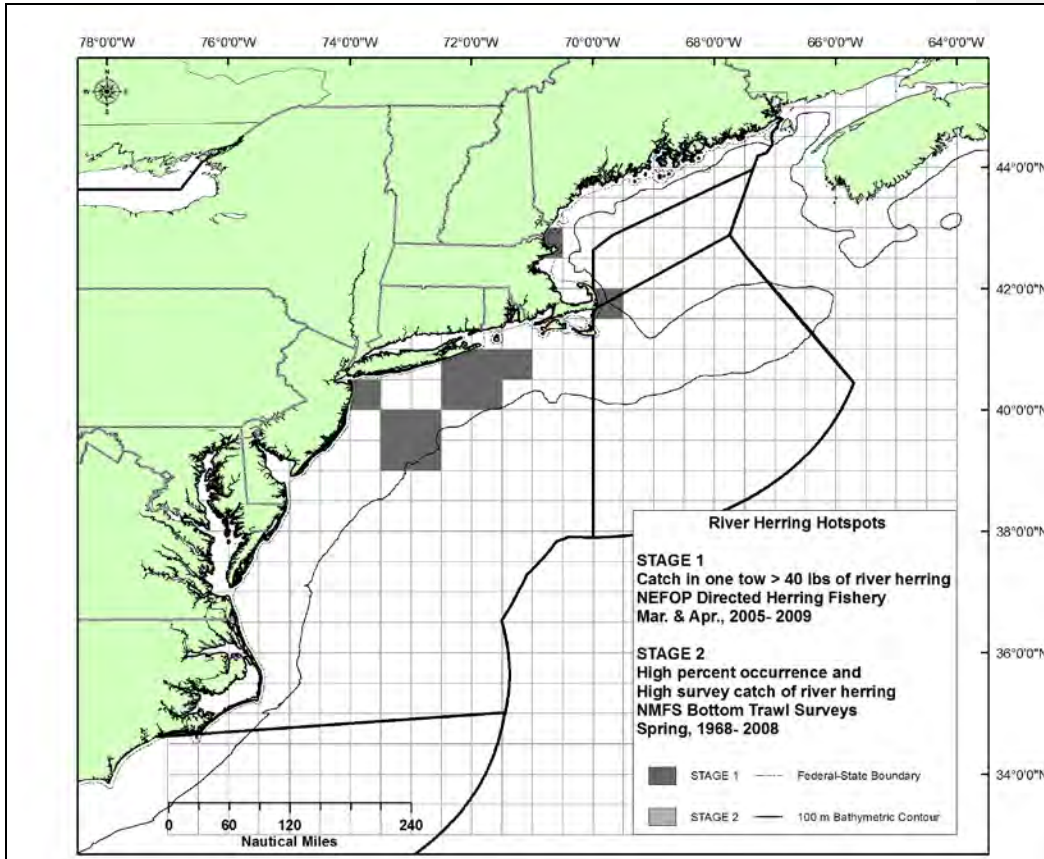 78°0'0"W 76°0'0"W 74°0'0"W 72°0'0"W 70°0'0"W 68°0'0"W 66°0'0"W 64°0'0"W
N
W E
S
44°0'0"N
42°0'0"N
40°0'0"N
38°0'0"N
36°0'0"N
34°0'0"N
River Herring Hotspots
STAGE 1
Catch in one tow > 40 lbs of river herring
NEFOP Directed Herring Fishery
Mar. & Apr., 2005- 2009
STAGE 2
High percent occurrence and
High survey catch of river herring
NMFS Bottom Trawl Surveys
Spring, 1968- 2008
STAGE 1 Federal-State Boundary
STAGE 2 100 m Bathymetric Contour
0 60 120 240
Nautical Miles